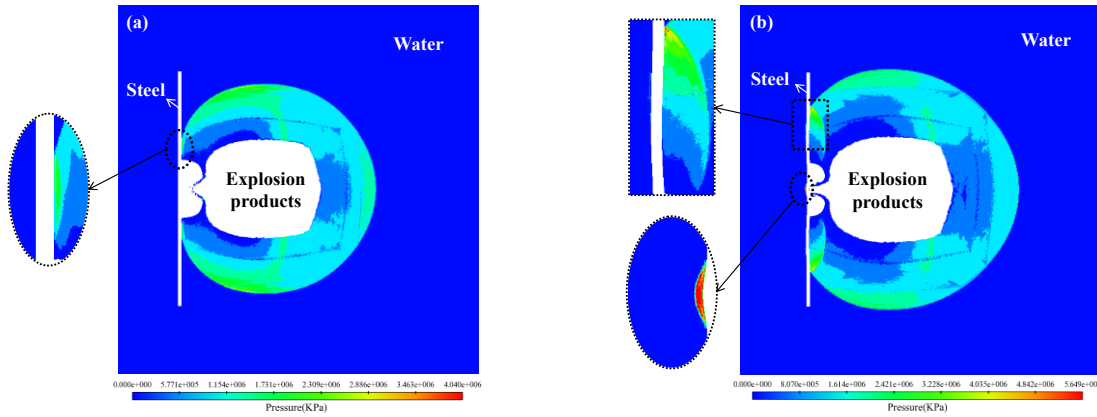 (a)
Water
Steel
Explosion
products
0.000e+000 5.771e+005 1.154e+006 1.731e+006 2.309e+006 2.886e+006 3.463e+006 4.040e+006
Pressure(KPa)
(b)
Water
Steel
Explosion
products
0.000e+000 8.070e+005 1.614e+006 2.421e+006 3.228e+006 4.035e+006 4.842e+006 5.649e+006
Pressure(KPa)